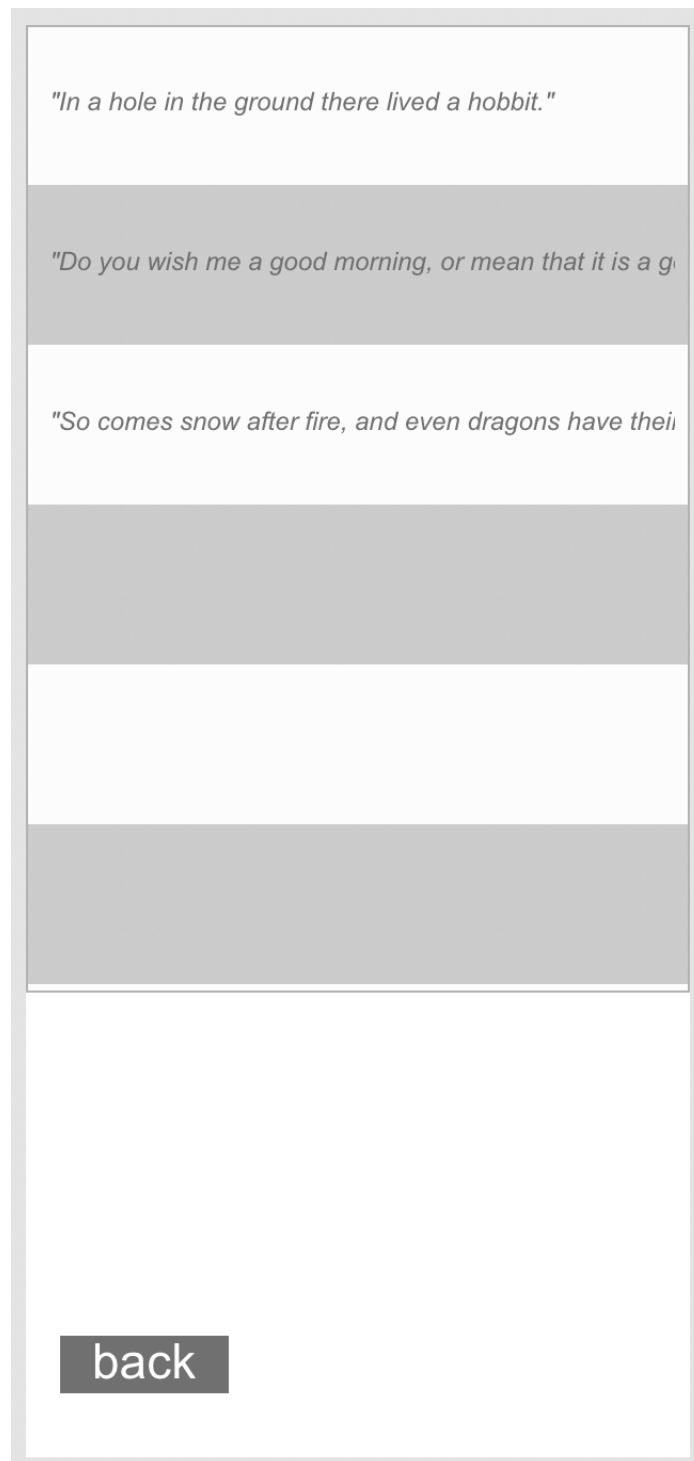 "In a hole in the ground there lived a hobbit."
"Do you wish me a good morning, or mean that it is a
"So comes snow after fire, and even dragons have their
back